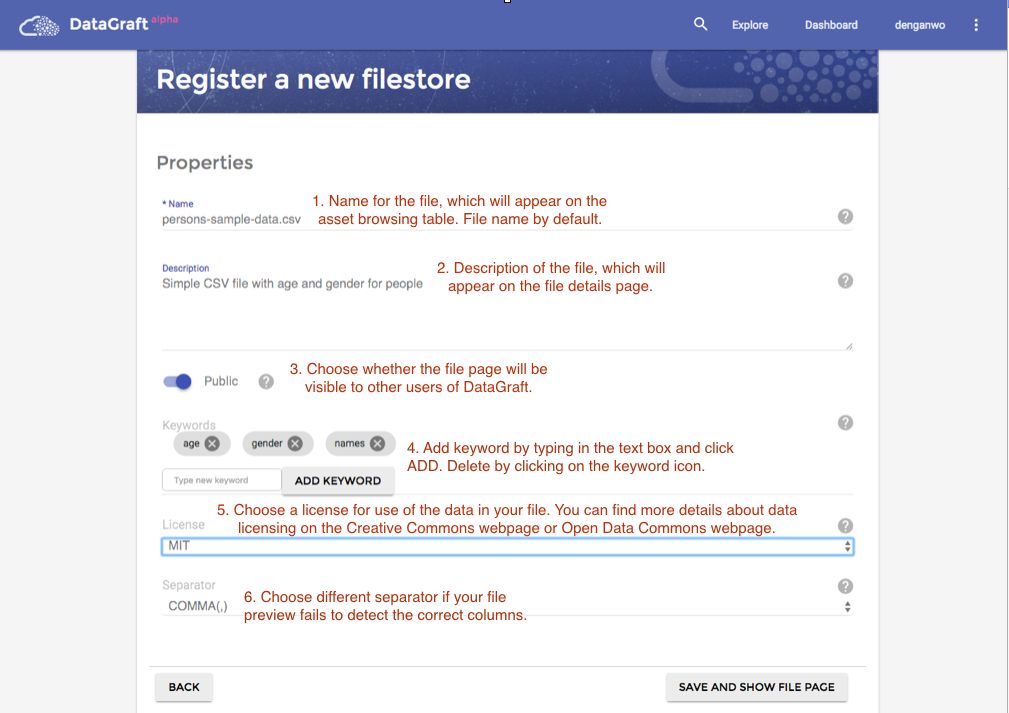 DataGraft alpha
Explore
Dashboard
denganwo
Register a new filestore
Properties
* Name
persons-sample-data.csv
1. Name for the file, which will appear on the
asset browsing table. File name by default.
?
Description
Simple CSV file with age and gender for people
2. Description of the file, which will
appear on the file details page.
?
Public
?
3. Choose whether the file page will be
visible to other users of DataGraft.
Keywords
?
age
gender
names
4. Add keyword by typing in the text box and click
ADD. Delete by clicking on the keyword icon.
Type new keyword
ADD KEYWORD
5. Choose a license for use of the data in your file. You can find more details about data
licensing on the Creative Commons webpage or Open Data Commons webpage.
License
?
MIT
Separator
?
COMMA(,)
6. Choose different separator if your file
preview fails to detect the correct columns.
BACK
SAVE AND SHOW FILE PAGE